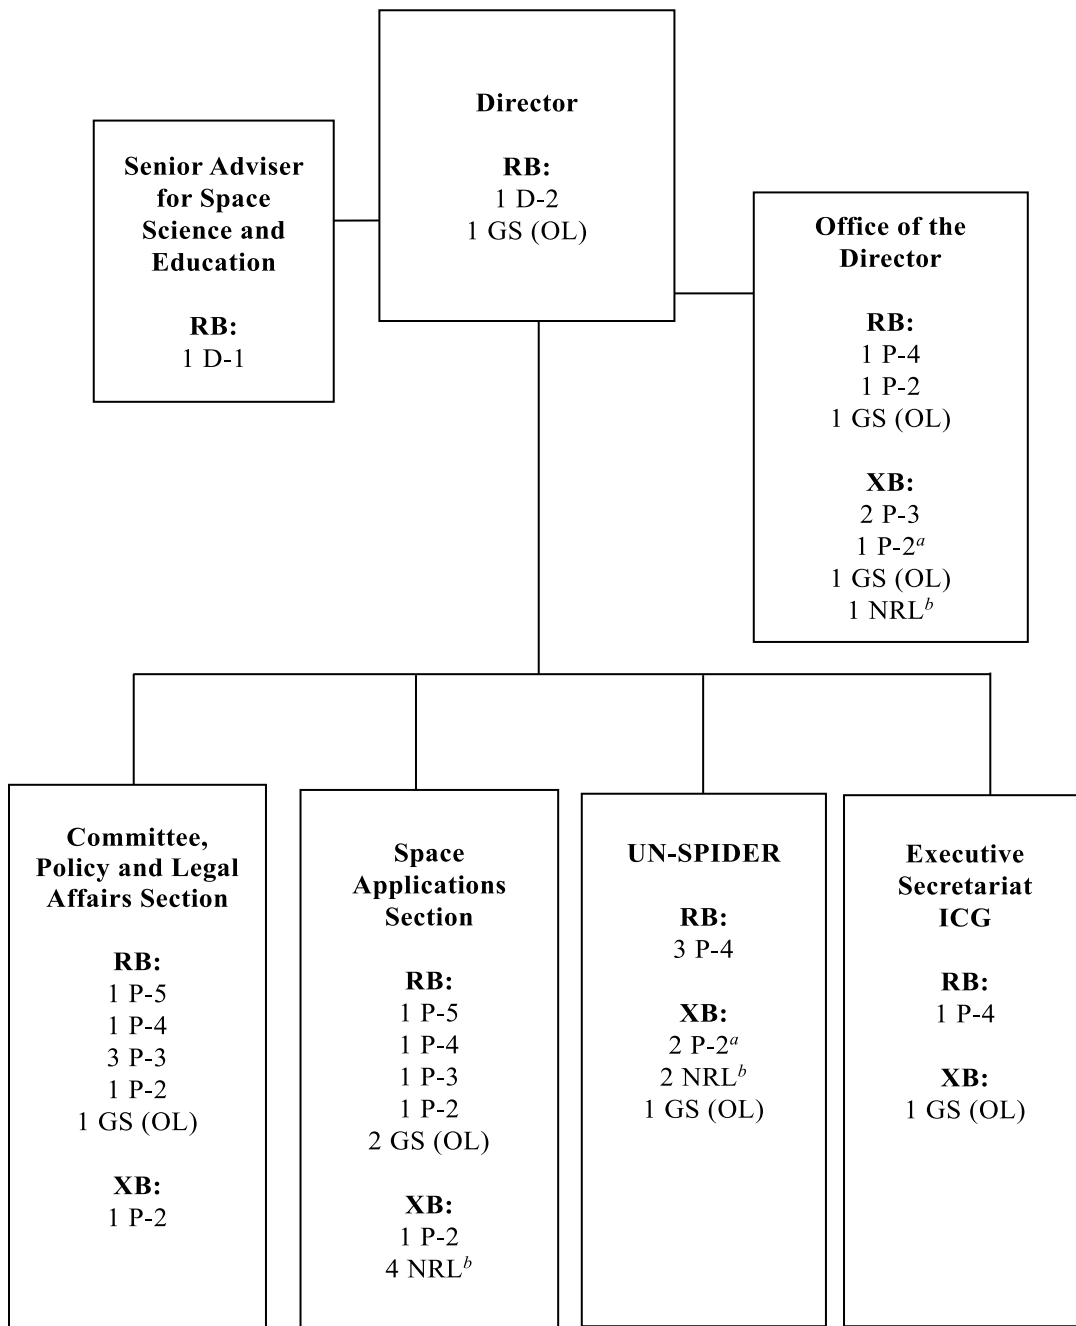 Director
RB:
1 D-2
1 GS (OL)
Senior Adviser
for Space
Science and
Education
RB:
1 D-1
Office of the
Director
RB:
1 P-4
1 P-2
1 GS (OL)
XB:
2 P-3
1 P-2a
1 GS (OL)
1 NRLb
Committee,
Policy and Legal
Affairs Section
RB:
1 P-5
1 P-4
3 P-3
1 P-2
1 GS (OL)
XB:
1 P-2
Space
Applications
Section
RB:
1 P-5
1 P-4
1 P-3
1 P-2
2 GS (OL)
XB:
1 P-2
4 NRLb
UN-SPIDER
RB:
3 P-4
XB:
2 P-2a
2 NRLb
1 GS (OL)
Executive
Secretariat
ICG
RB:
1 P-4
XB:
1 GS (OL)